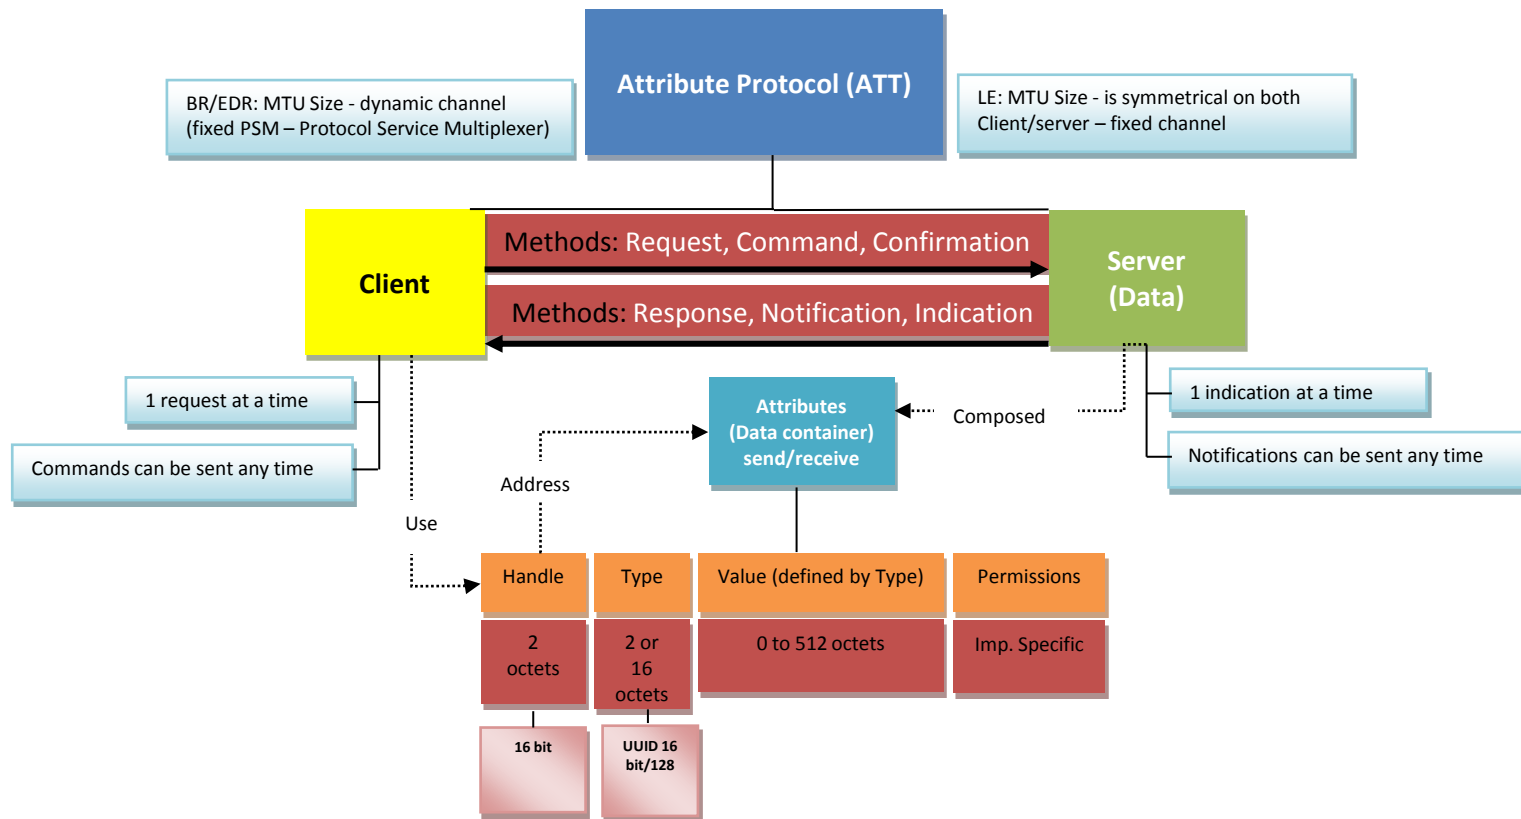 Attribute Protocol (ATT)
BR/EDR: MTU Size - dynamic channel
(fixed PSM – Protocol Service Multiplexer)
LE: MTU Size - is symmetrical on both
Client/server – fixed channel
Client
Methods: Request, Command, Confirmation
Methods: Response, Notification, Indication
Server
(Data)
1 request at a time
Commands can be sent any time
1 indication at a time
Notifications can be sent any time
Attributes
(Data container)
send/receive
Composed
Address
Use
Handle
Type
Value (defined by Type)
Permissions
2
octets
2 or
16
octets
0 to 512 octets
Imp. Specific
16 bit
UUID 16
bit/128